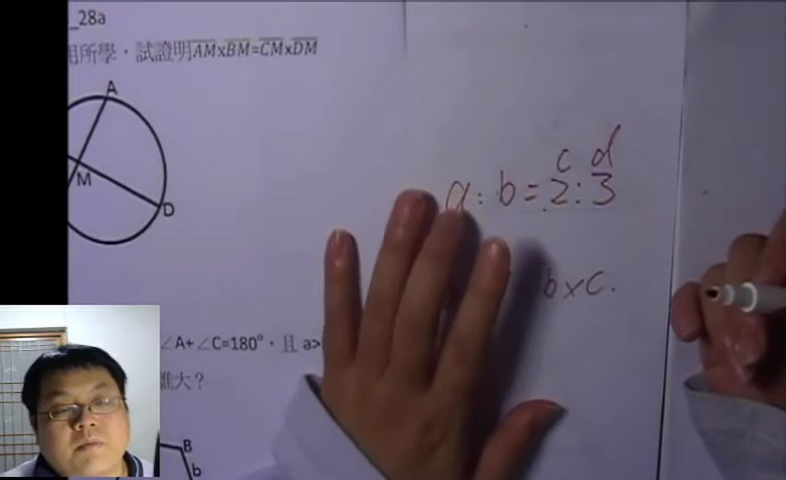 _28a
用所學,試證明AM×BM=CM×DM
A
M
D
c d
a : b = 2 : 3
b × c .
∠A+∠C=180°,且 a>
誰大?
B
b